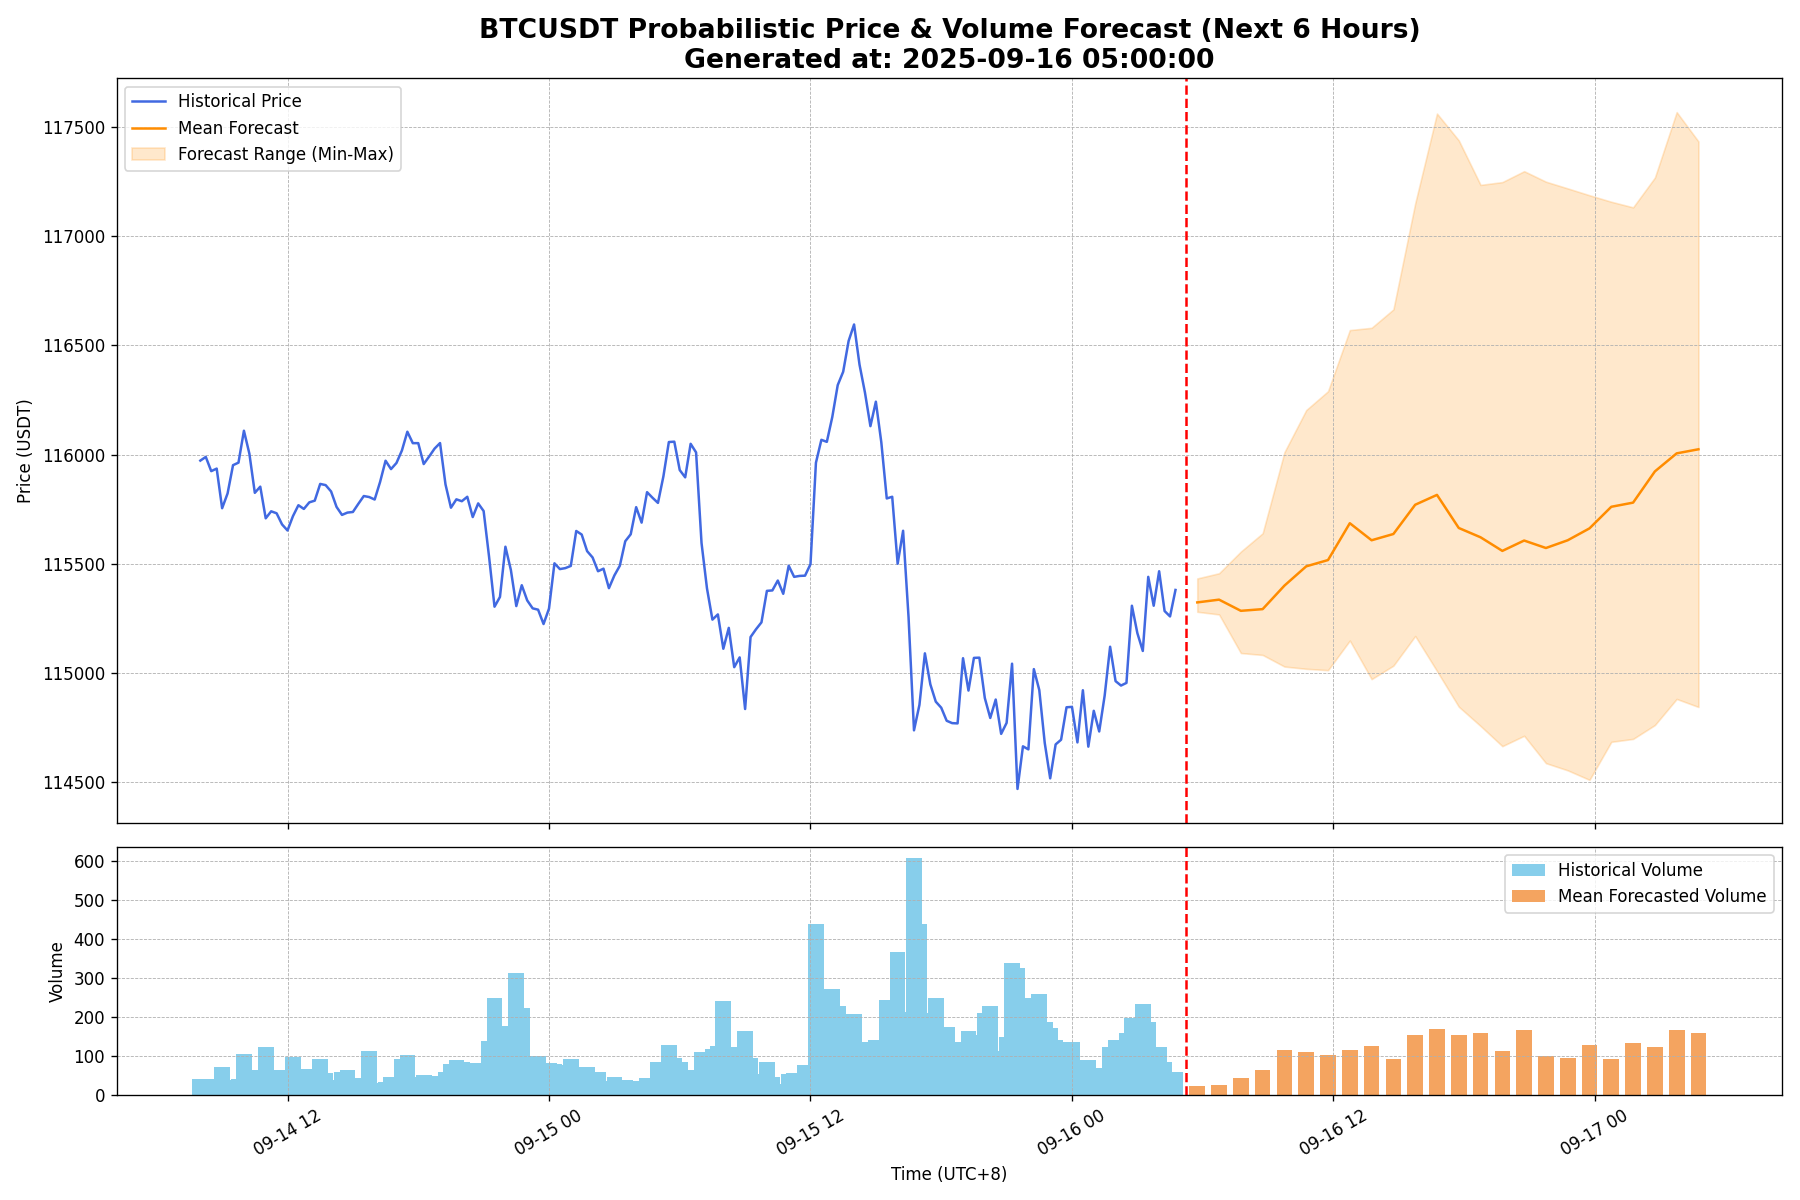 BTCUSDT Probabilistic Price & Volume Forecast (Next 6 Hours)
Generated at: 2025-09-16 05:00:00
Historical Price
Mean Forecast
Forecast Range (Min-Max)
Price (USDT)
117500
117000
116500
116000
115500
115000
114500
Historical Volume
Mean Forecasted Volume
Volume
600
500
400
300
200
100
0
09-14 12
09-15 00
09-15 12
09-16 00
09-16 12
09-17 00
Time (UTC+8)